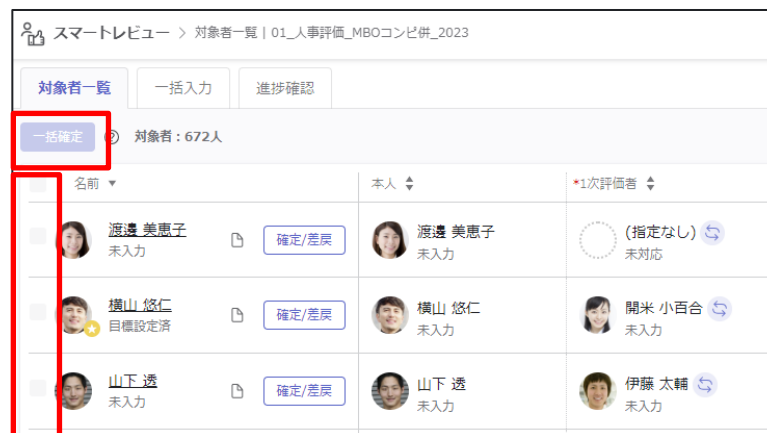 スマートレビュー > 対象者一覧 | 01_人事評価_MBOコンピ併_2023
対象者一覧 一括入力 進捗確認
一括確定 ? 対象者：672人
名前 ▼ 本人 *1次評価者
渡邉 美恵子 確定/差戻 渡邉 美恵子 (指定なし)
未入力 未入力 未対応
横山 悠仁 確定/差戻 横山 悠仁 開米 小百合
目標設定済 未入力 未入力
山下 透 確定/差戻 山下 透 伊藤 太輔
未入力 未入力 未入力